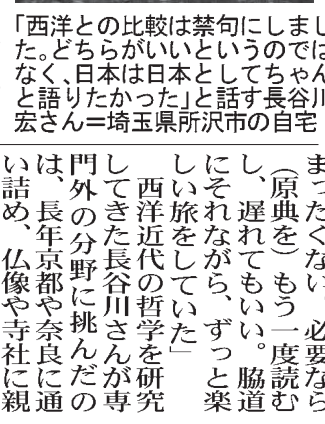 「西洋との比較は禁句にしまし
た。どちらがいいというのでは
なく、日本は日本としてちゃん
と語りたかった」と話す長谷川
宏さん＝埼玉県所沢市の自宅
まったくない　必要なら
（原典を）もう一度読む
し、遅れてもいい。脇道
にそれながら、ずっと楽
しい旅をしていた」
西洋近代の哲学を研究
してきた長谷川さんが専
門外の分野に挑んだの
は、長年京都や奈良に通
い詰め、仏像や寺社に親